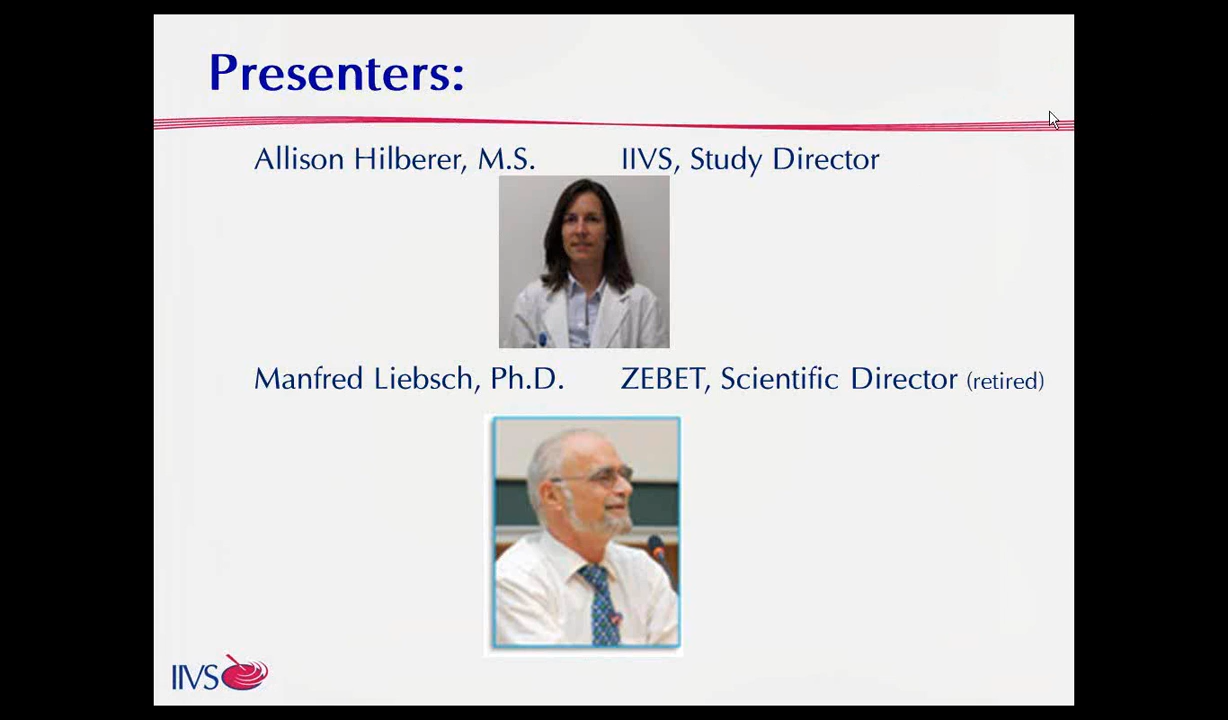 Presenters:
Allison Hilberer, M.S. IIVS, Study Director
Manfred Liebsch, Ph.D. ZEBET, Scientific Director (retired)
IIVS